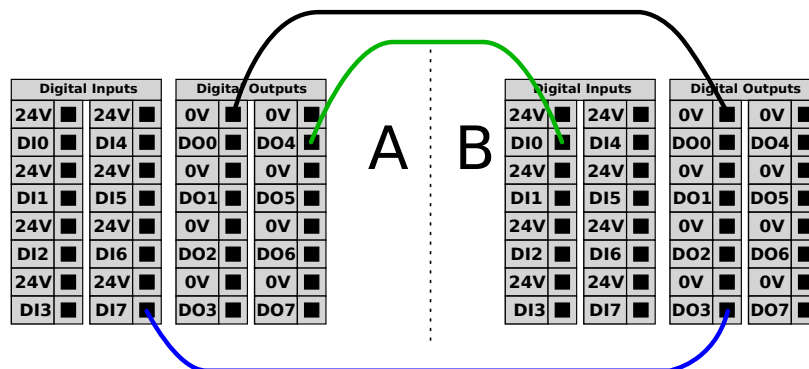 Digital Inputs Digital Outputs Digital Inputs Digital Outputs
24V 24V 0V 0V A B 24V 24V 0V 0V
DI0 DI4 DO0 DO4 DI0 DI4 DO0 DO4
24V 24V 0V 0V 24V 24V 0V 0V
DI1 DI5 DO1 DO5 DI1 DI5 DO1 DO5
24V 24V 0V 0V 24V 24V 0V 0V
DI2 DI6 DO2 DO6 DI2 DI6 DO2 DO6
24V 24V 0V 0V 24V 24V 0V 0V
DI3 DI7 DO3 DO7 DI3 DI7 DO3 DO7